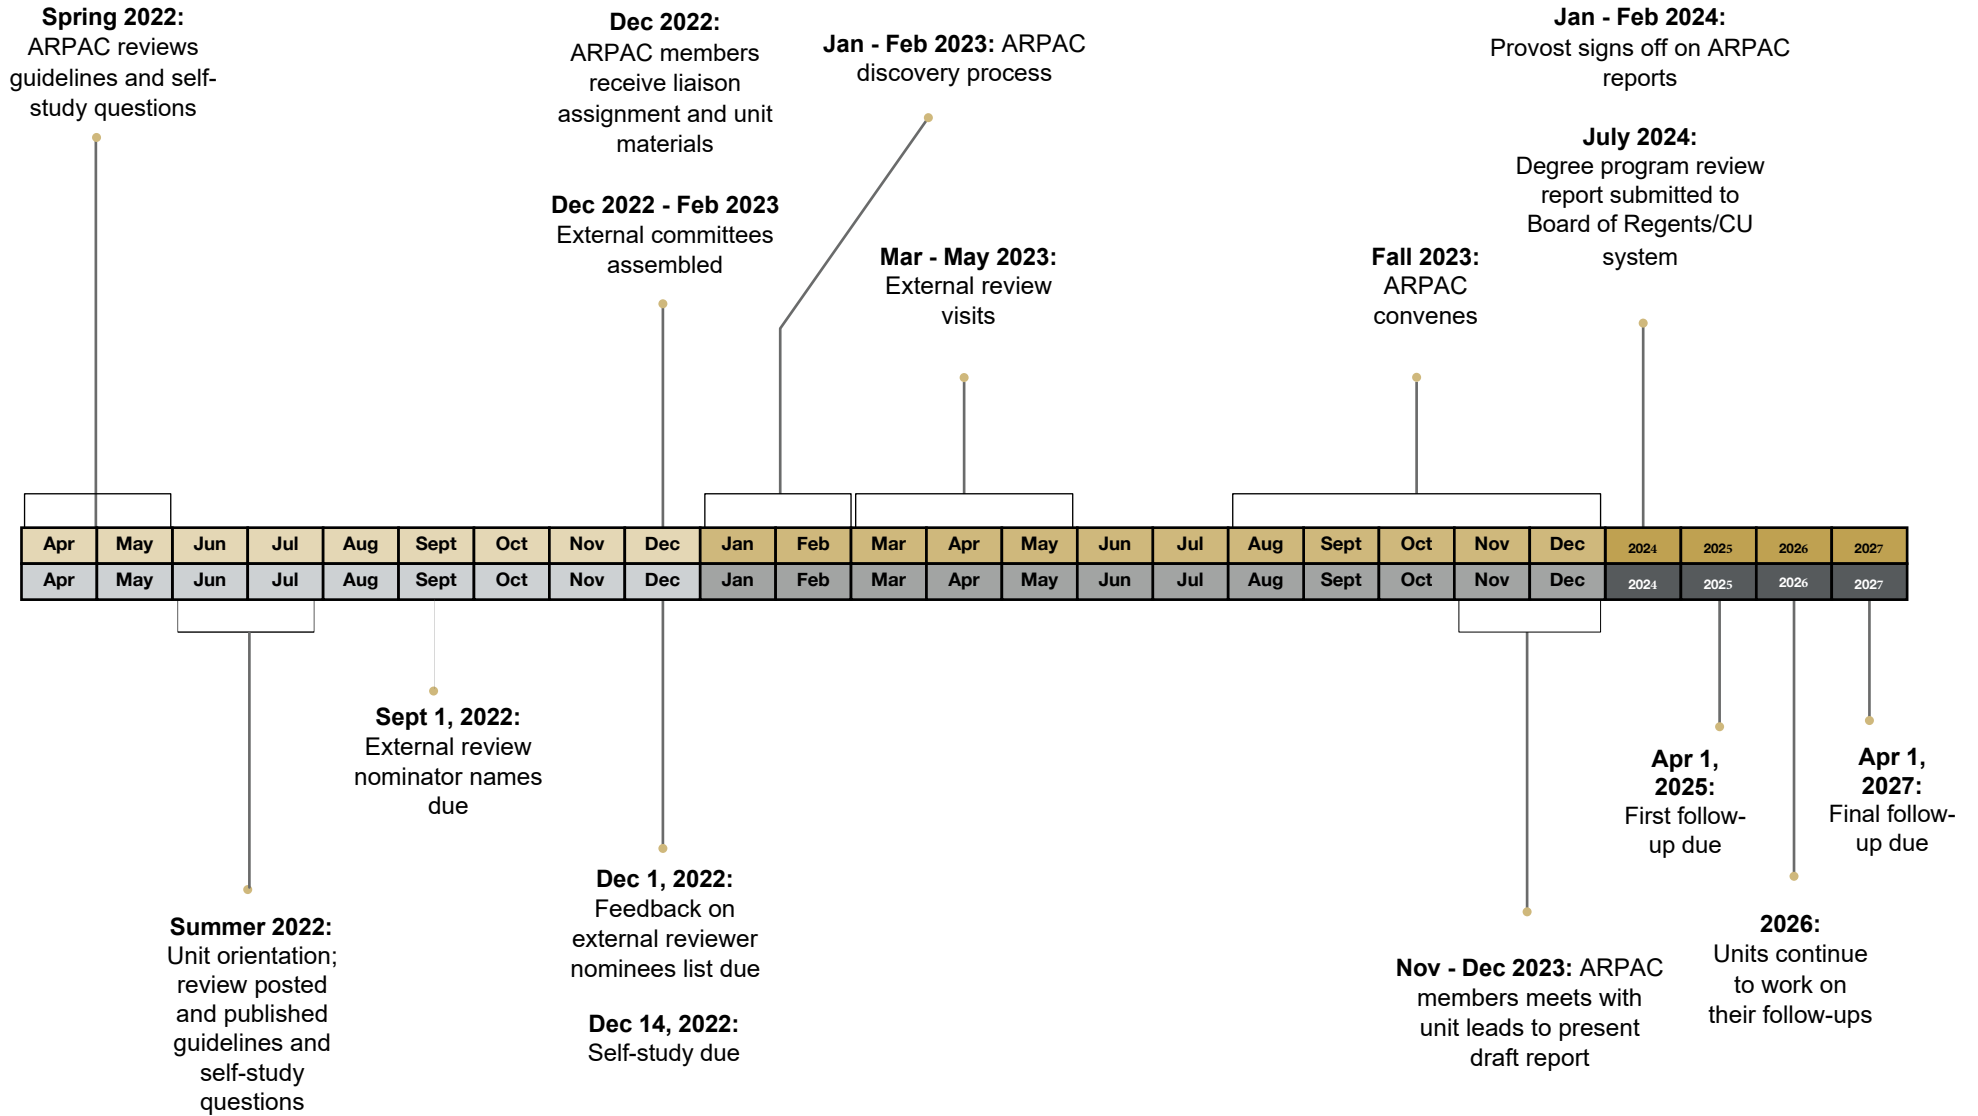 Spring 2022:
ARPAC reviews
guidelines and self-
study questions
Dec 2022:
ARPAC members
receive liaison
assignment and unit
materials
Dec 2022 - Feb 2023
External committees
assembled
Jan - Feb 2023: ARPAC
discovery process
Mar - May 2023:
External review
visits
Fall 2023:
ARPAC
convenes
Jan - Feb 2024:
Provost signs off on ARPAC
reports
July 2024:
Degree program review
report submitted to
Board of Regents/CU
system
Apr May Jun Jul Aug Sept Oct Nov Dec Jan Feb Mar Apr May Jun Jul Aug Sept Oct Nov Dec 2024 2025 2026 2027
Apr May Jun Jul Aug Sept Oct Nov Dec Jan Feb Mar Apr May Jun Jul Aug Sept Oct Nov Dec 2024 2025 2026 2027
Summer 2022:
Unit orientation;
review posted
and published
guidelines and
self-study
questions
Sept 1, 2022:
External review
nominator names
due
Dec 1, 2022:
Feedback on
external reviewer
nominees list due
Dec 14, 2022:
Self-study due
Nov - Dec 2023: ARPAC
members meets with
unit leads to present
draft report
Apr 1,
2025:
First follow-
up due
2026:
Units continue
to work on
their follow-ups
Apr 1,
2027:
Final follow-
up due